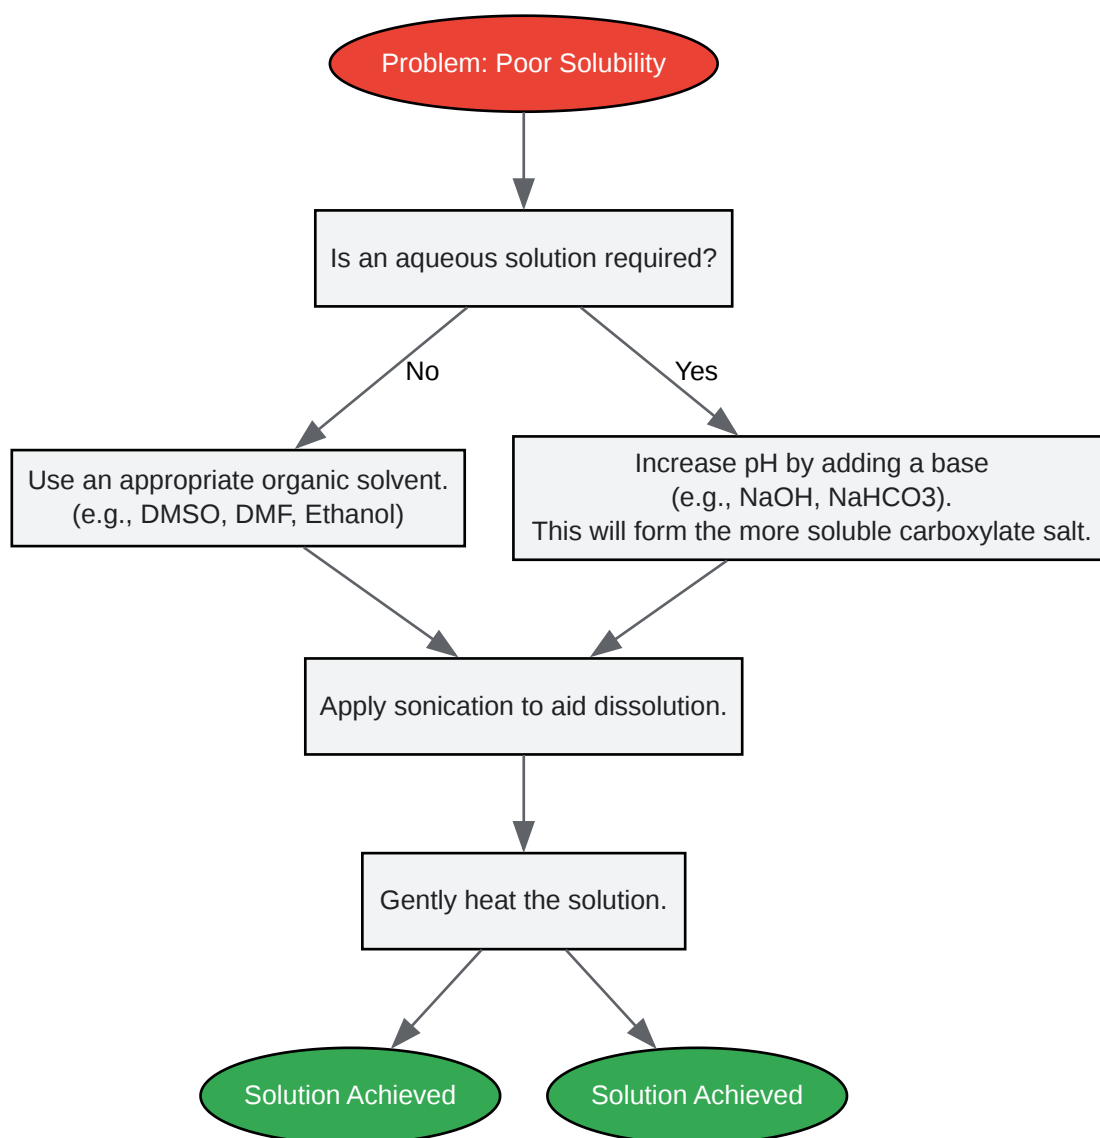 Problem: Poor Solubility
Is an aqueous solution required?
No
Yes
Use an appropriate organic solvent.
(e.g., DMSO, DMF, Ethanol)
Increase pH by adding a base
(e.g., NaOH, NaHCO3).
This will form the more soluble carboxylate salt.
Apply sonication to aid dissolution.
Gently heat the solution.
Solution Achieved
Solution Achieved